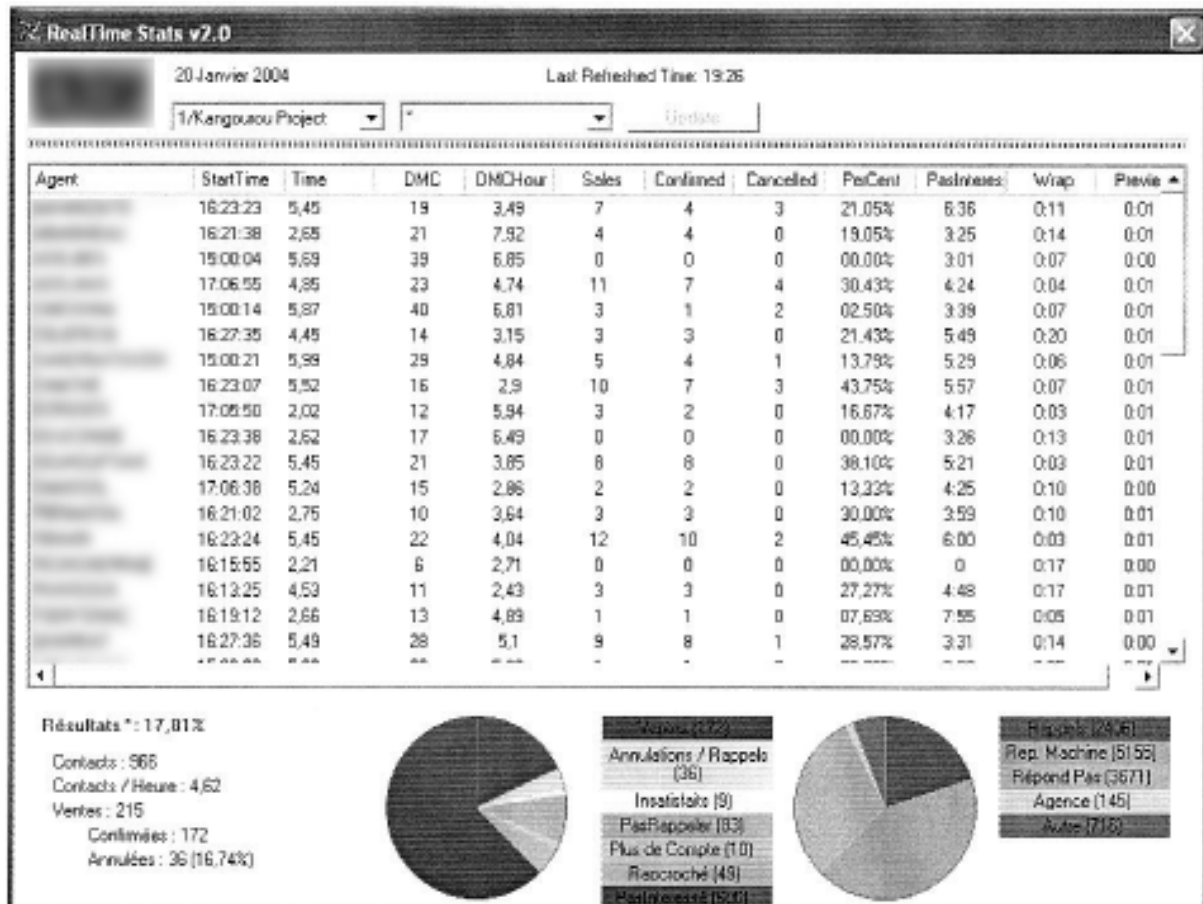 RealTime Stats v2.0
20 Janvier 2004 Last Refreshed Time: 19:26
1/Kangourou Project * Update
Agent StartTime Time DMC DMCHour Sales Confirmed Cancelled PerCent PasInteres Wrap Previe
16:23:23 5,45 19 3,49 7 4 3 21.05% 6:36 0:11 0:01
16:21:38 2,65 21 7,92 4 4 0 19.05% 3:25 0:14 0:01
15:00:04 5,69 39 6,85 0 0 0 00.00% 3:01 0:07 0:00
17:06:55 4,85 23 4,74 11 7 4 30.43% 4:24 0:04 0:01
15:00:14 5,87 40 6,81 3 1 2 02.50% 3:39 0:07 0:01
16:27:35 4,45 14 3,15 3 3 0 21.43% 5:49 0:20 0:01
15:00:21 5,99 29 4,84 5 4 1 13.79% 5:29 0:06 0:01
16:23:07 5,52 16 2,9 10 7 3 43.75% 5:57 0:07 0:01
17:05:50 2,02 12 5,94 3 2 0 16.67% 4:17 0:03 0:01
16:23:38 2,62 17 6,49 0 0 0 00.00% 3:26 0:13 0:01
16:23:22 5,45 21 3,85 8 8 0 38.10% 5:21 0:03 0:01
17:06:38 5,24 15 2,86 2 2 0 13,33% 4:25 0:10 0:00
16:21:02 2,75 10 3,64 3 3 0 30,00% 3:59 0:10 0:01
16:23:24 5,45 22 4,04 12 10 2 45,45% 6:00 0:03 0:01
16:15:55 2,21 6 2,71 0 0 0 00,00% 0 0:17 0:00
16:13:25 4,53 11 2,43 3 3 0 27,27% 4:48 0:17 0:01
16:19:12 2,66 13 4,89 1 1 0 07,69% 7:55 0:05 0:01
16:27:36 5,49 28 5,1 9 8 1 28,57% 3:31 0:14 0:00
Résultats * : 17,81%
Contacts : 966
Contacts / Heure : 4,62
Ventes : 215
Confirmées : 172
Annulées : 36 (16,74%)
Ventes (172)
Annulations / Rappels (36)
Insatisfaits (9)
PasRappeler (83)
Plus de Compte (10)
Raccroché (49)
PasInteressé
Rappels (2406)
Rep. Machine (5155)
Répond Pas (3671)
Agence (145)
Autre (716)